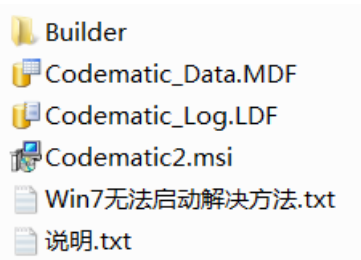 Builder
Codematic_Data.MDF
Codematic_Log.LDF
Codematic2.msi
Win7无法启动解决方法.txt
说明.txt